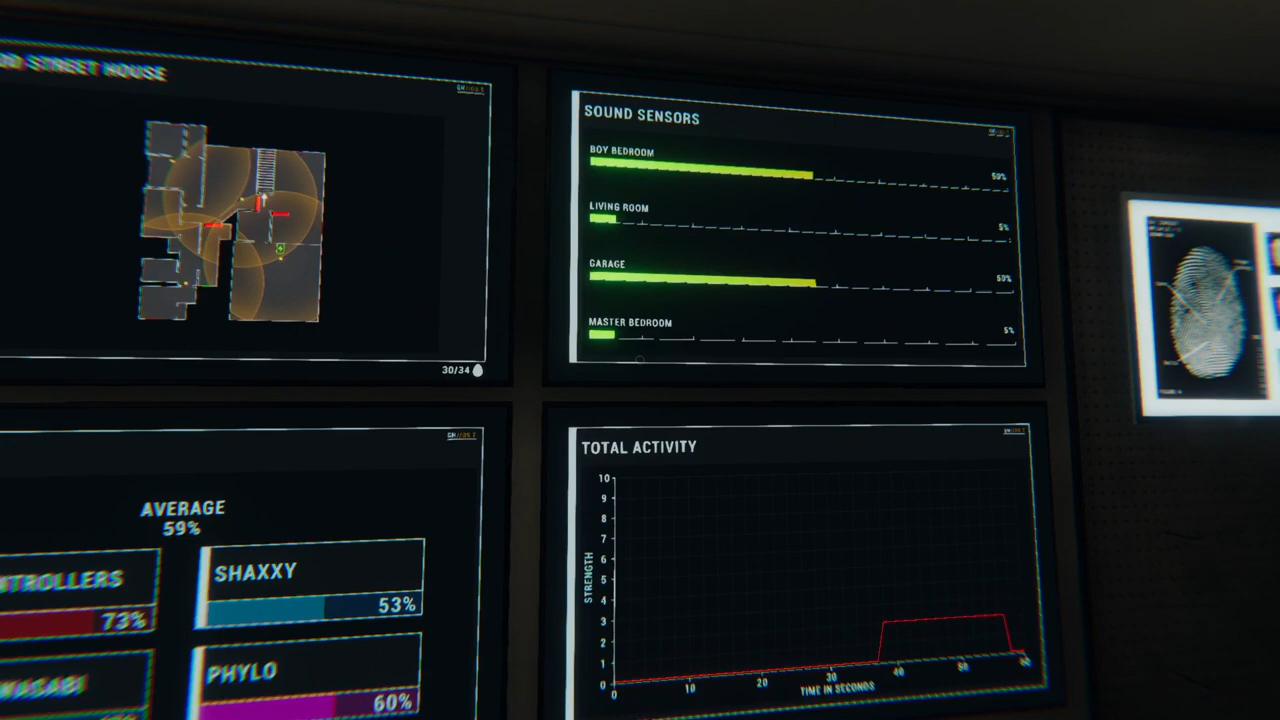 STREET HOUSE
30/34
SOUND SENSORS
BOY BEDROOM
50%
LIVING ROOM
5%
GARAGE
50%
MASTER BEDROOM
5%
AVERAGE
59%
73%
SHAXXY
53%
PHYLO
60%
TOTAL ACTIVITY
STRENGTH
10
9
8
7
6
5
4
3
2
1
0
0 10 20 30 40 50 60
TIME IN SECONDS